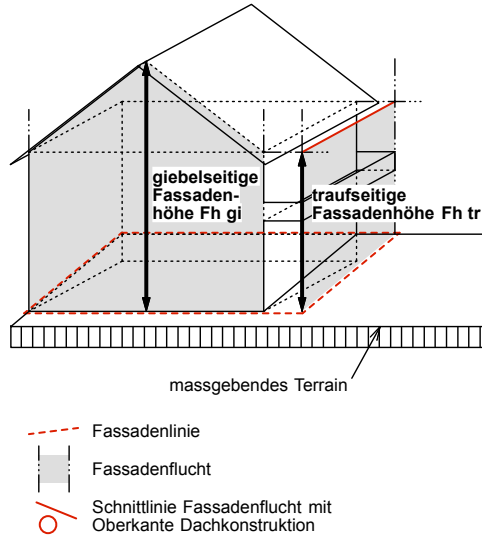 giebelseitige
Fassaden-
höhe Fh gi
traufseitige
Fassadenhöhe Fh tr
massgebendes Terrain
Fassadenlinie
Fassadenflucht
Schnittlinie Fassadenflucht mit
Oberkante Dachkonstruktion